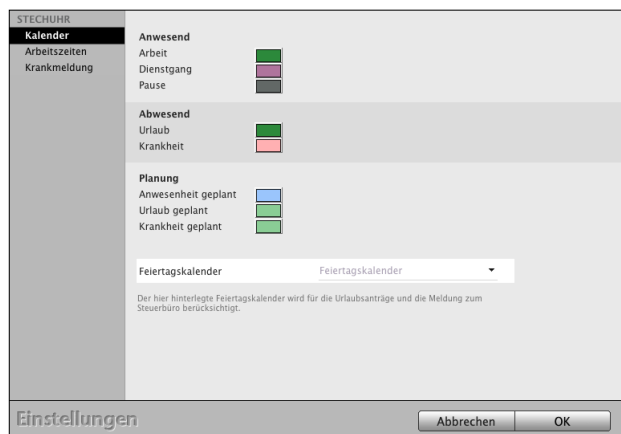 STECHUHR
Kalender
Arbeitszeiten
Krankmeldung
Anwesend
Arbeit
Dienstgang
Pause
Abwesend
Urlaub
Krankheit
Planung
Anwesenheit geplant
Urlaub geplant
Krankheit geplant
Feiertagskalender Feiertagskalender
Der hier hinterlegte Feiertagskalender wird für die Urlaubsanträge und die Meldung zum
Steuerbüro berücksichtigt.
Einstellungen
Abbrechen OK